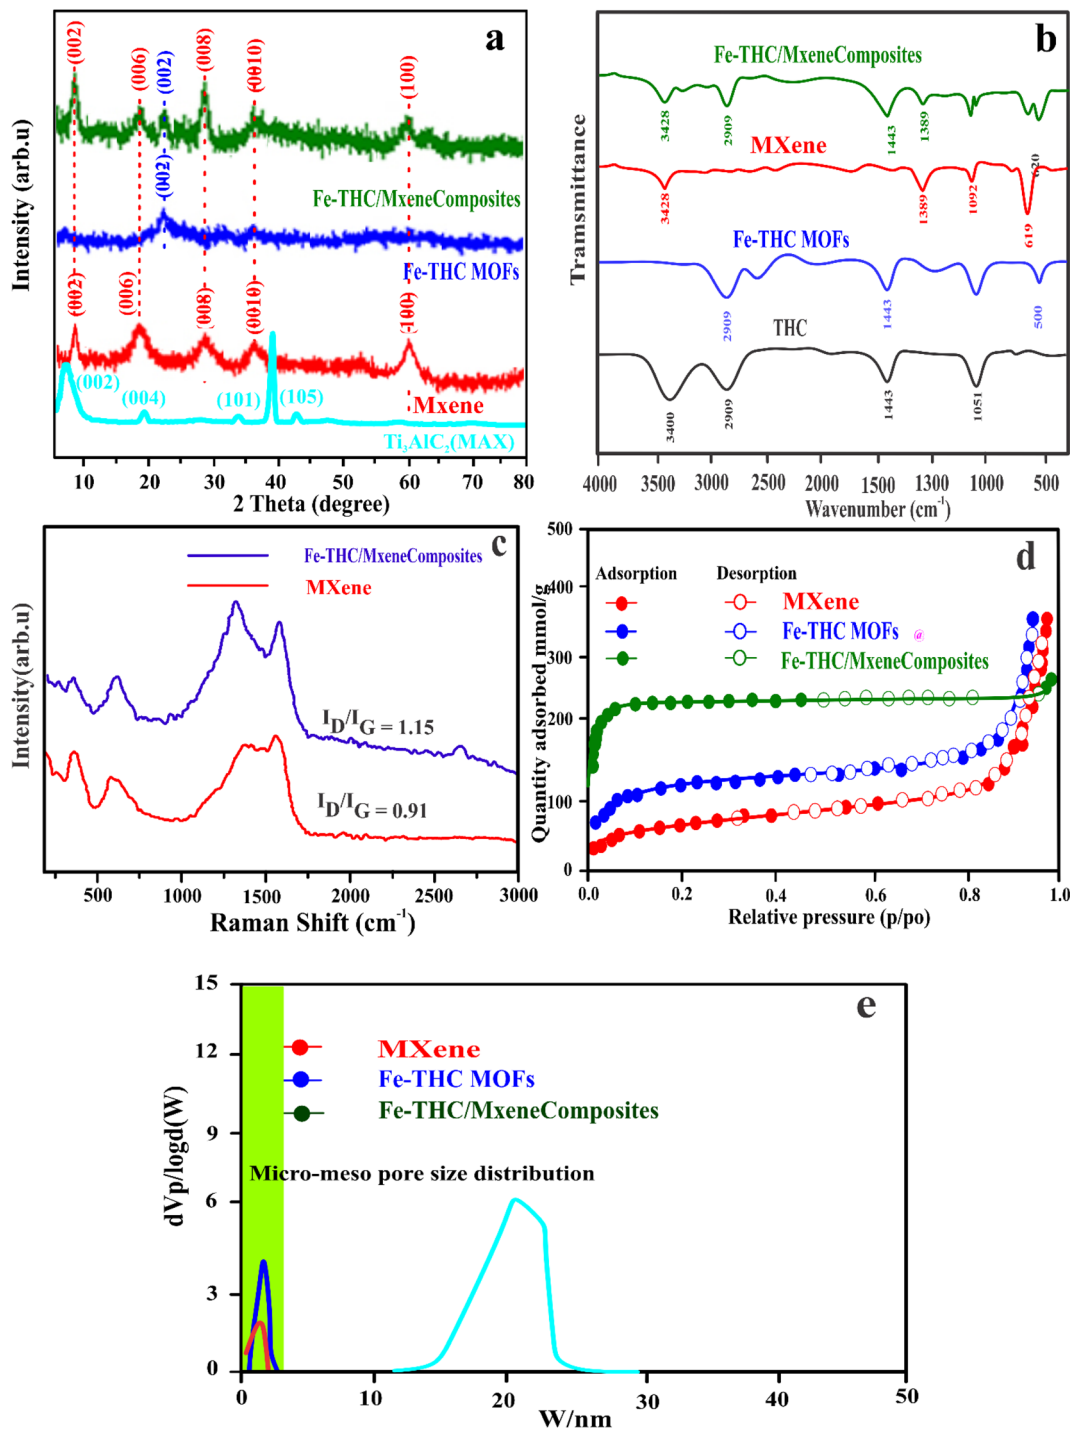 a
Intensity (arb.u)
(002)
(006)
(002)
(008)
(0010)
(100)
(002)
Fe-THC/MxeneComposites
Fe-THC MOFs
(002)
(006)
(008)
(0010)
(100)
Mxene
(002)
(004)
(101)
(105)
Ti3AlC2(MAX)
10 20 30 40 50 60 70 80
2 Theta (degree)
b
Transmittance
Fe-THC/MxeneComposites
3428
2909
1443
1389
MXene
620
3428
1389
1092
619
Fe-THC MOFs
2909
1443
500
THC
3400
2909
1443
1051
4000 3500 3000 2500 2000 1500 1300 1000 500
Wavenumber (cm-1)
c
Intensity(arb.u)
Fe-THC/MxeneComposites
MXene
ID/IG = 1.15
ID/IG = 0.91
500 1000 1500 2000 2500 3000
Raman Shift (cm-1)
d
Quantity adsorbed mmol/g
500
400
300
200
100
0
Adsorption Desorption
MXene
Fe-THC MOFs @
Fe-THC/MxeneComposites
0.0 0.2 0.4 0.6 0.8 1.0
Relative pressure (p/po)
e
dVp/logd(W)
15
12
9
6
3
0
MXene
Fe-THC MOFs
Fe-THC/MxeneComposites
Micro-meso pore size distribution
0 10 20 30 40 50
W/nm